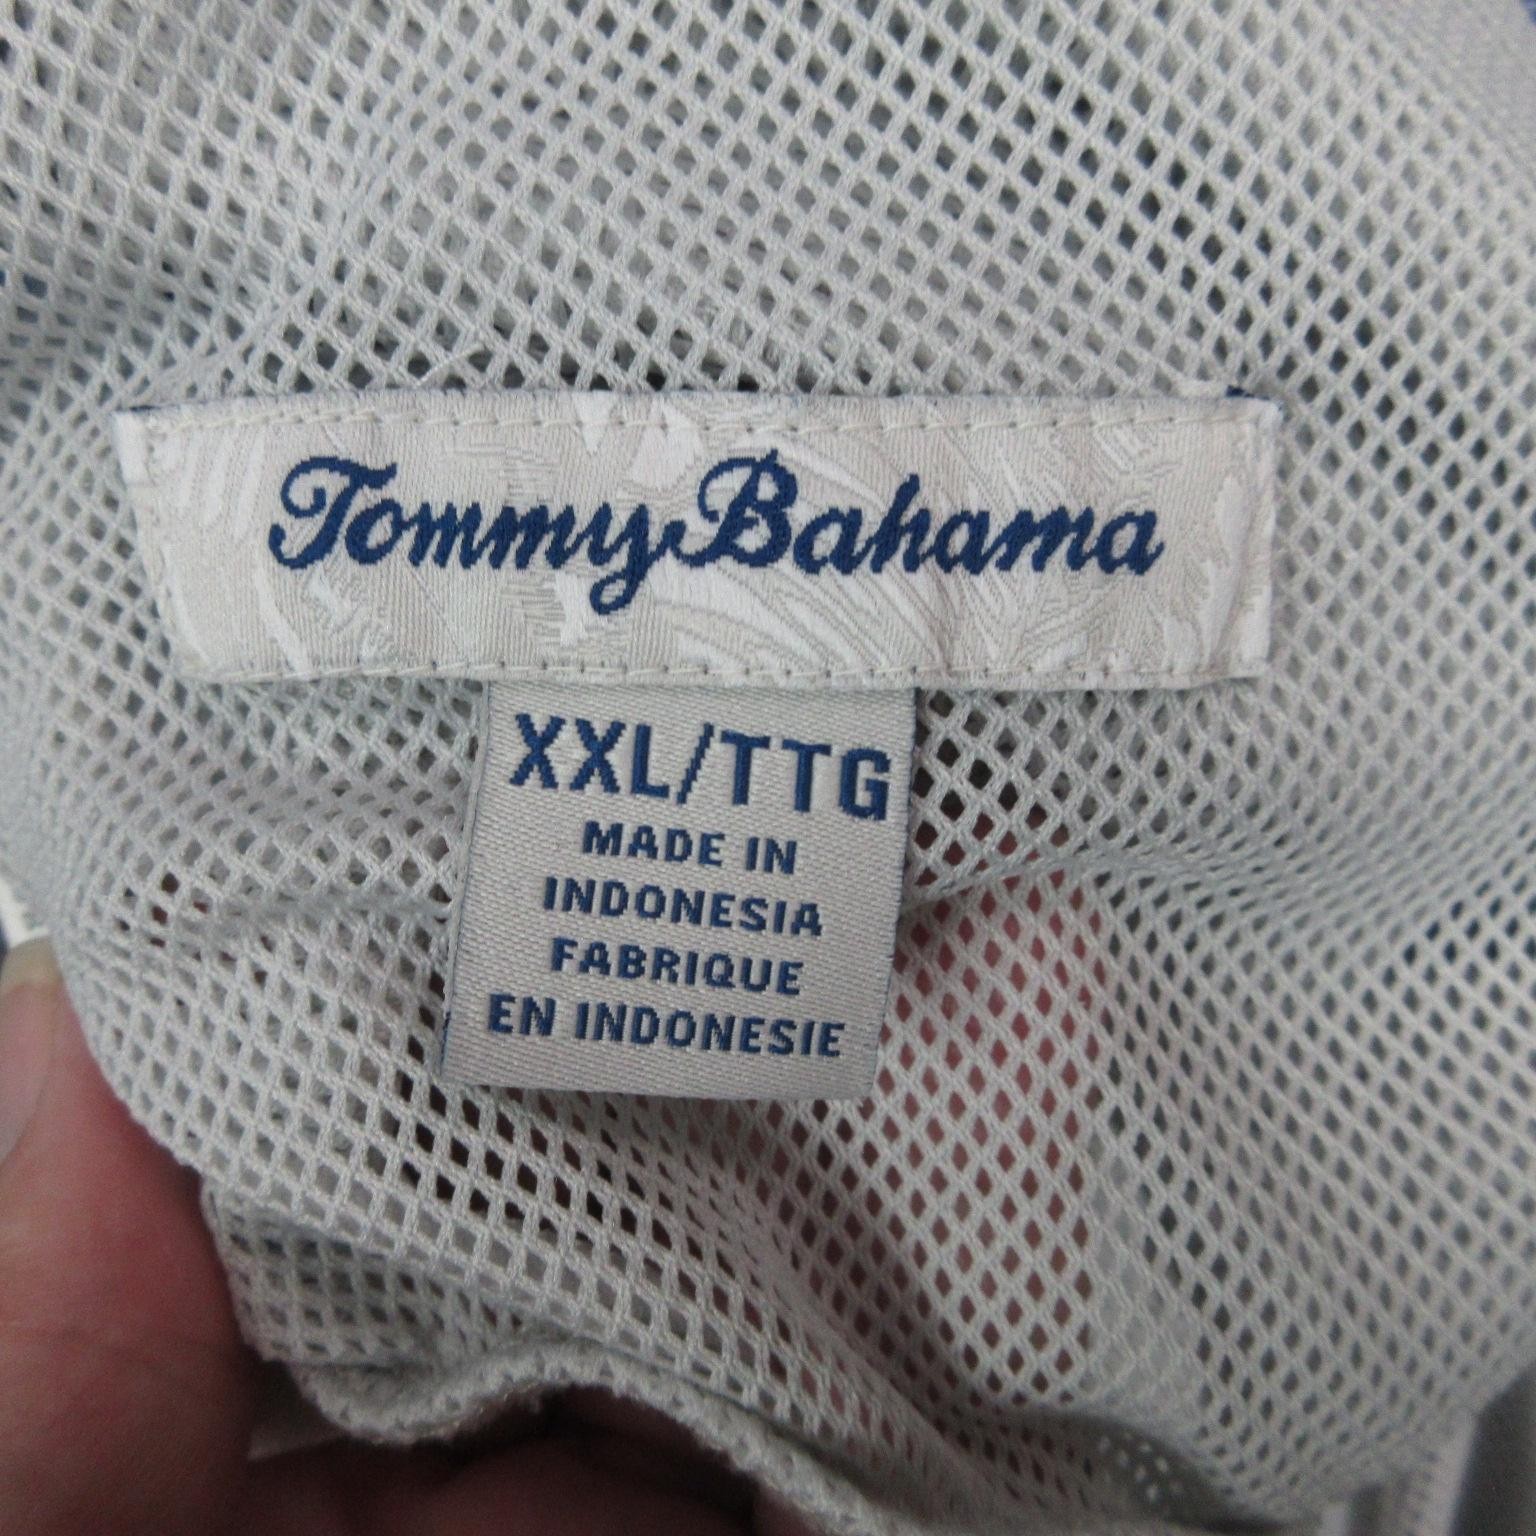 Tommy Bahama
XXL/TTG
MADE IN
INDONESIA
FABRIQUE
EN INDONESIE